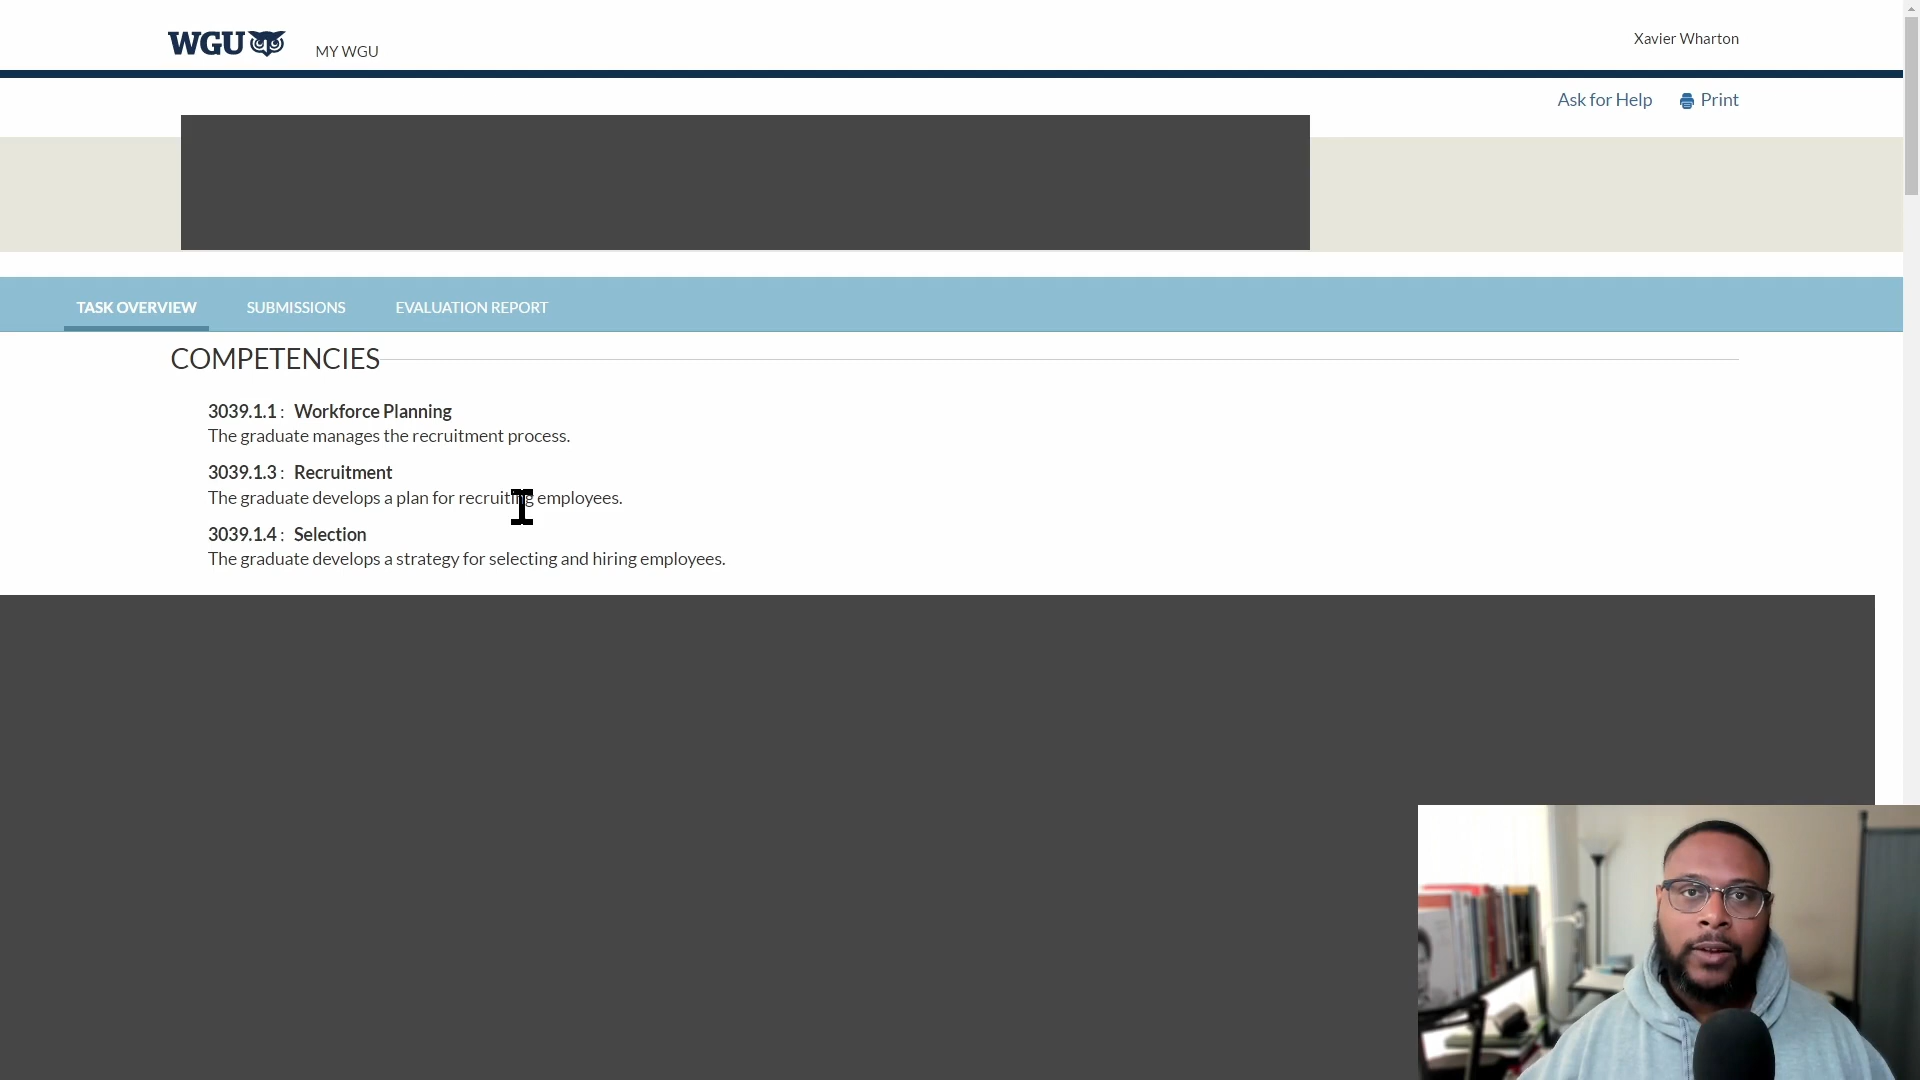 WGU
MY WGU
Xavier Wharton
Ask for Help
Print
TASK OVERVIEW
SUBMISSIONS
EVALUATION REPORT
COMPETENCIES
3039.1.1 : Workforce Planning
The graduate manages the recruitment process.
3039.1.3 : Recruitment
The graduate develops a plan for recruiting employees.
3039.1.4 : Selection
The graduate develops a strategy for selecting and hiring employees.